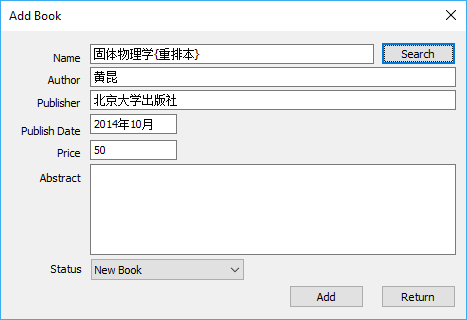 Add Book
Name 固体物理学{重排本} Search
Author 黄昆
Publisher 北京大学出版社
Publish Date 2014年10月
Price 50
Abstract
Status New Book
Add Return